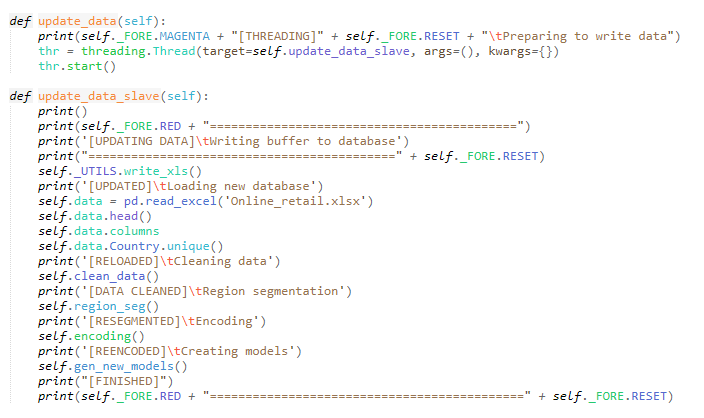 def update_data(self):
    print(self._FORE.MAGENTA + "[THREADING]" + self._FORE.RESET + "\tPreparing to write data")
    thr = threading.Thread(target=self.update_data_slave, args=(), kwargs={})
    thr.start()

def update_data_slave(self):
    print()
    print(self._FORE.RED + "===========================================")
    print('[UPDATING DATA]\tWriting buffer to database')
    print("===========================================" + self._FORE.RESET)
    self._UTILS.write_xls()
    print('[UPDATED]\tLoading new database')
    self.data = pd.read_excel('Online_retail.xlsx')
    self.data.head()
    self.data.columns
    self.data.Country.unique()
    print('[RELOADED]\tCleaning data')
    self.clean_data()
    print('[DATA CLEANED]\tRegion segmentation')
    self.region_seg()
    print('[RESEGMENTED]\tEncoding')
    self.encoding()
    print('[REENCODED]\tCreating models')
    self.gen_new_models()
    print("[FINISHED]")
    print(self._FORE.RED + "============================================" + self._FORE.RESET)